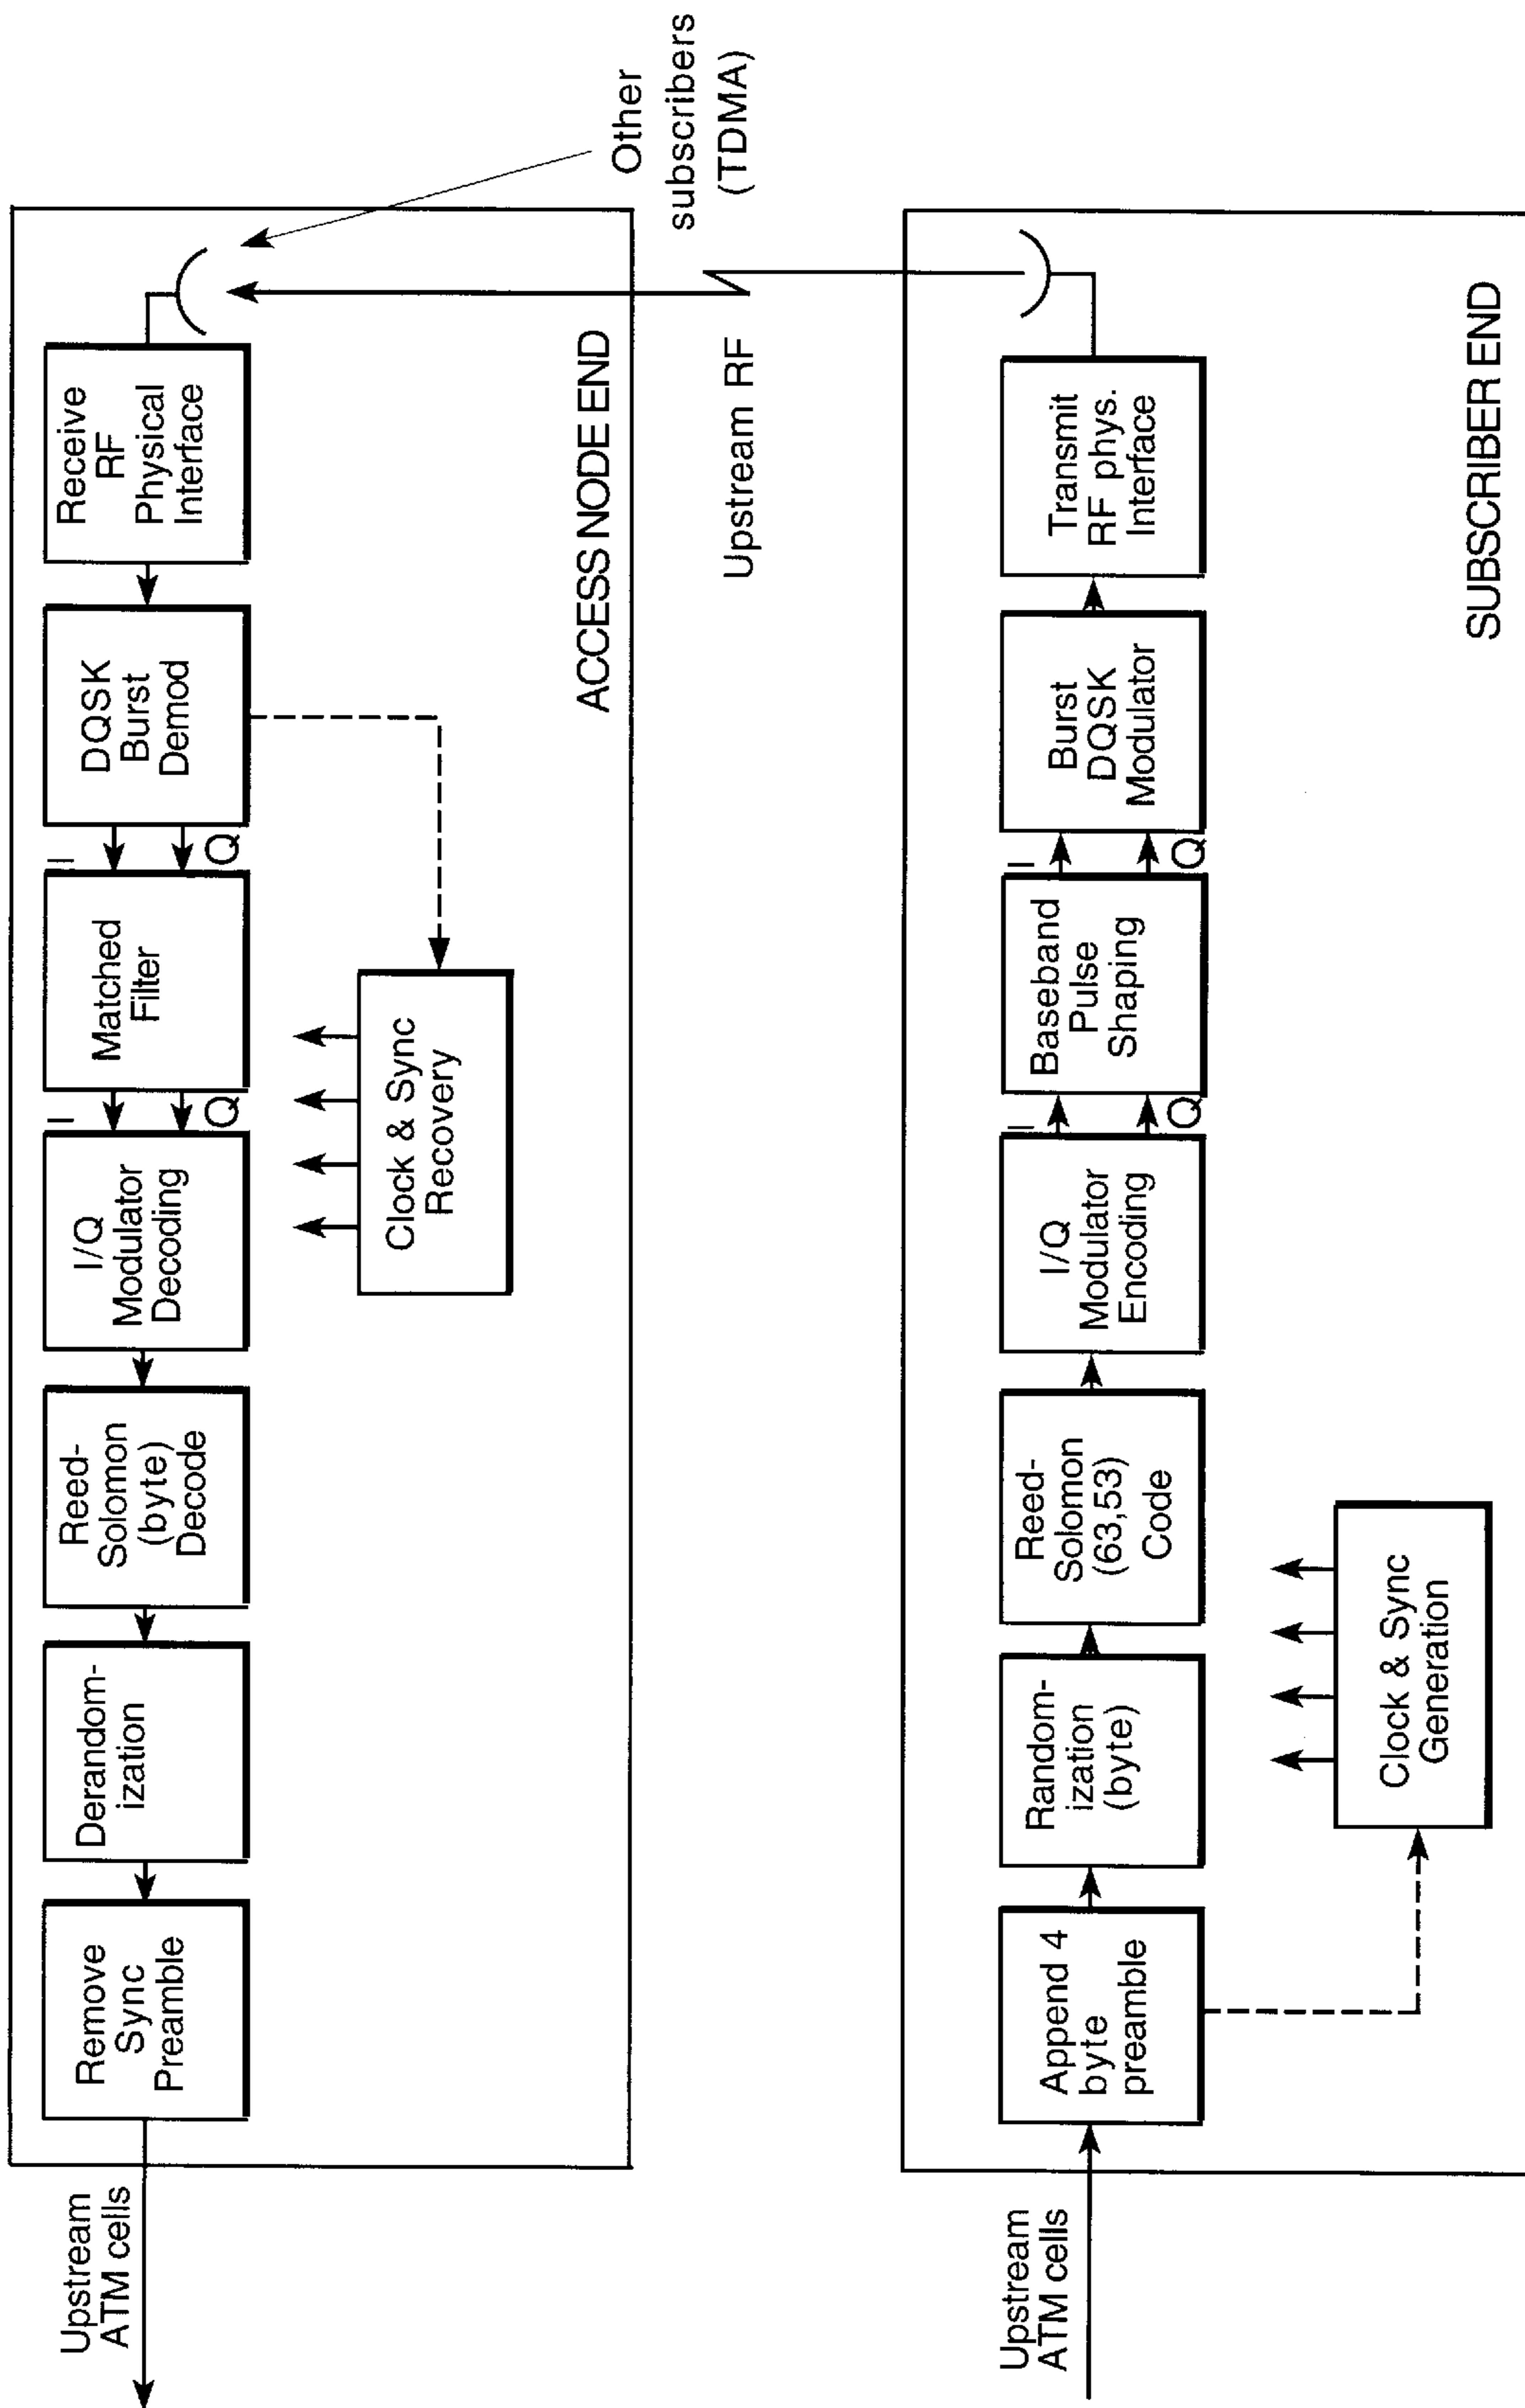 Upstream
ATM cells
Remove
Sync
Preamble
Derandom-
ization
Reed-
Solomon
(byte)
Decode
I/Q
Modulator
Decoding
I
Q
Matched
Filter
I
Q
DQSK
Burst
Demod
Receive
RF
Physical
Interface
Clock & Sync
Recovery
ACCESS NODE END
Other
subscribers
(TDMA)
Upstream RF
Upstream
ATM cells
Append 4
byte
preamble
Random-
ization
(byte)
Reed-
Solomon
(63,53)
Code
I/Q
Modulator
Encoding
I
Q
Baseband
Pulse
Shaping
I
Q
Burst
DQSK
Modulator
Transmit
RF phys.
Interface
Clock & Sync
Generation
SUBSCRIBER END